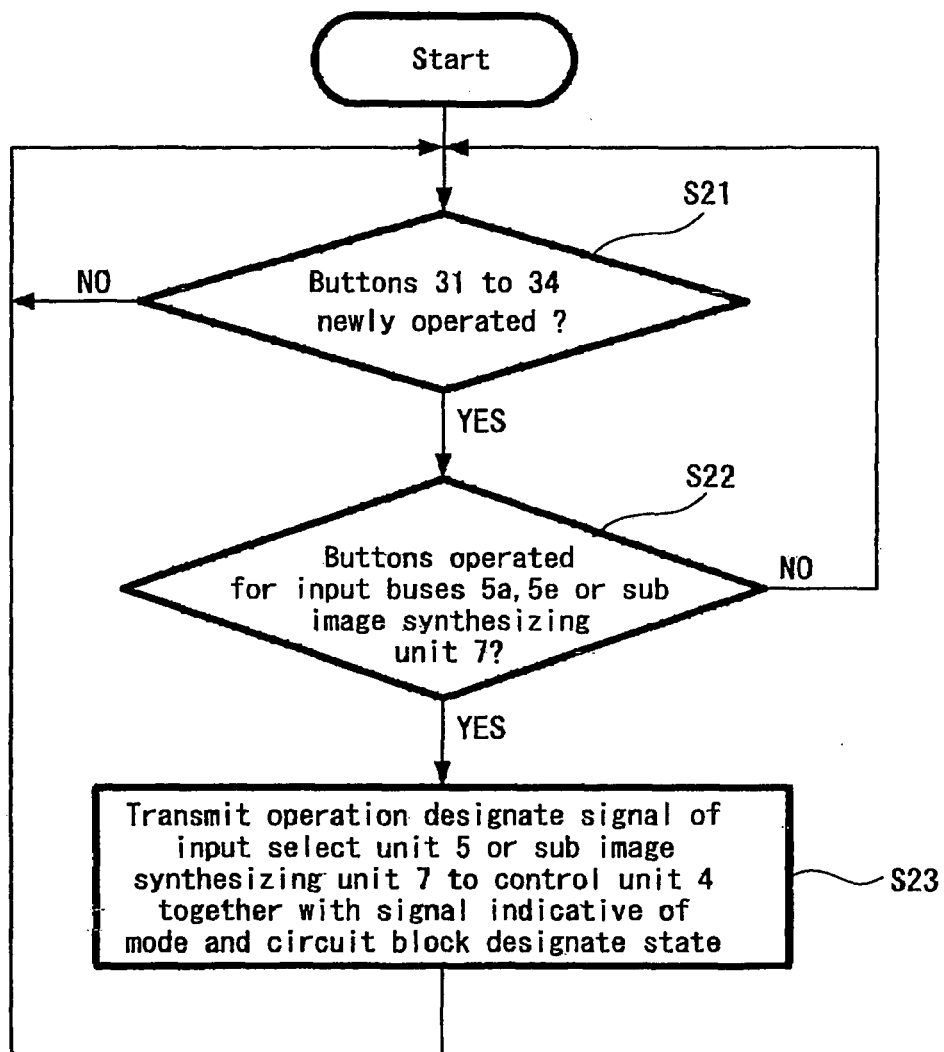 Start
S21
NO
Buttons 31 to 34
newly operated ?
YES
S22
Buttons operated
for input buses 5a,5e or sub
image synthesizing
unit 7?
NO
YES
Transmit operation designate signal of
input select unit 5 or sub image
synthesizing unit 7 to control unit 4
together with signal indicative of
mode and circuit block designate state
S23